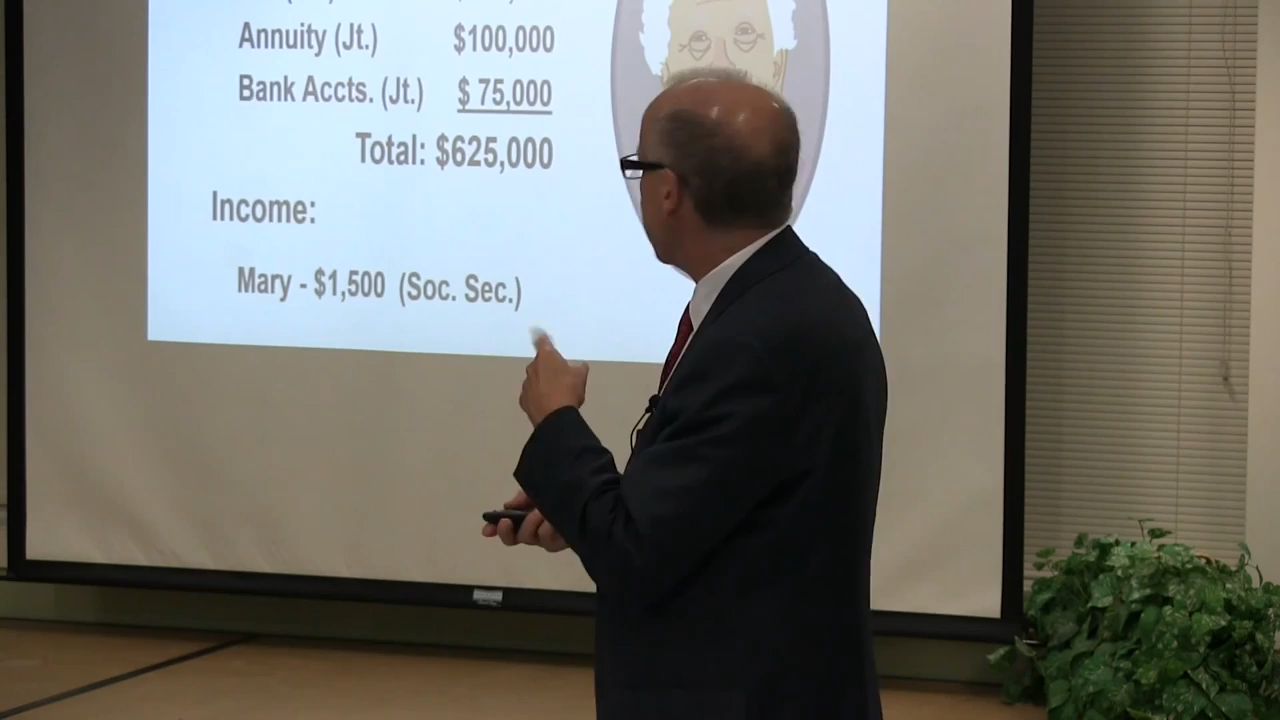 Annuity (Jt.) $100,000
Bank Accts. (Jt.) $ 75,000
Total: $625,000
Income:
Mary - $1,500 (Soc. Sec.)